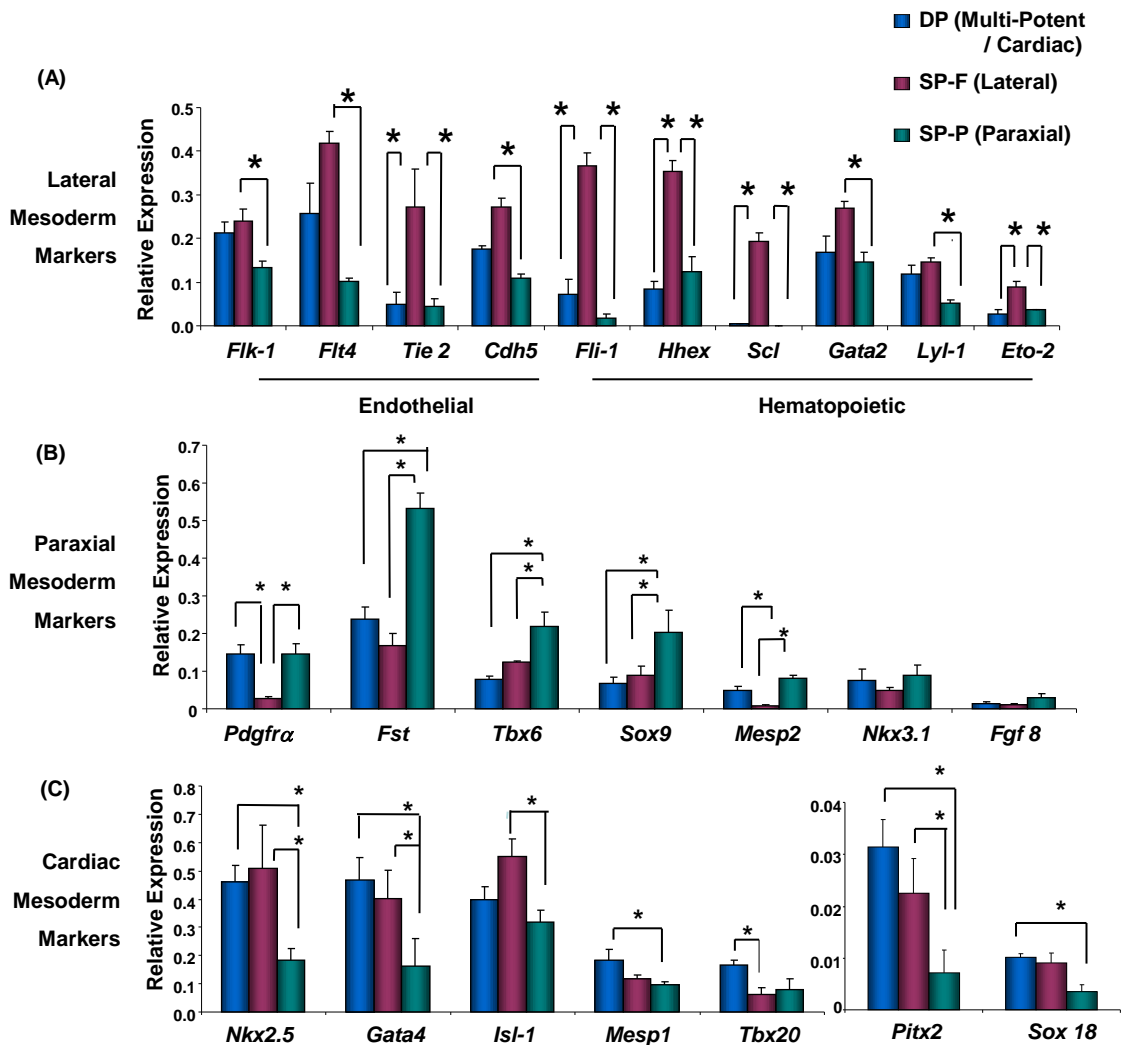 DP (Multi-Potent
/ Cardiac)
SP-F (Lateral)
SP-P (Paraxial)
(A)
Lateral
Mesoderm
Markers
Relative Expression
0.5
0.4
0.3
0.2
0.1
0.0
* * * * * * * * * * * * * * *
Flk-1 Flt4 Tie 2 Cdh5 Fli-1 Hhex Scl Gata2 Lyl-1 Eto-2
Endothelial Hematopoietic
(B)
Paraxial
Mesoderm
Markers
Relative Expression
0.7
0.6
0.5
0.4
0.3
0.2
0.1
0
* * * * * * * * * *
Pdgfrα Fst Tbx6 Sox9 Mesp2 Nkx3.1 Fgf 8
(C)
Cardiac
Mesoderm
Markers
Relative Expression
0.8
0.7
0.6
0.5
0.4
0.3
0.2
0.1
0.0
* * * * * * *
Nkx2.5 Gata4 Isl-1 Mesp1 Tbx20
0.04
0.03
0.02
0.01
0
* * *
Pitx2 Sox 18